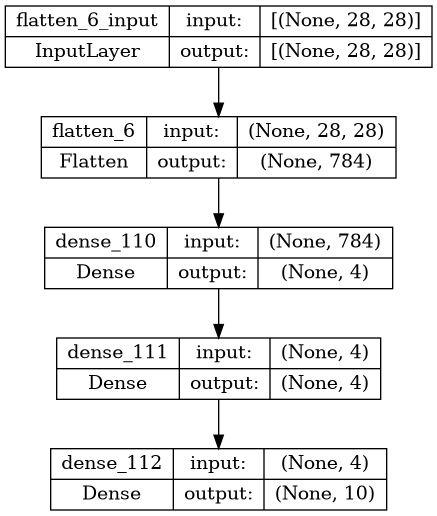 flatten_6_input input: [(None, 28, 28)]
InputLayer output: [(None, 28, 28)]
flatten_6 input: (None, 28, 28)
Flatten output: (None, 784)
dense_110 input: (None, 784)
Dense output: (None, 4)
dense_111 input: (None, 4)
Dense output: (None, 4)
dense_112 input: (None, 4)
Dense output: (None, 10)